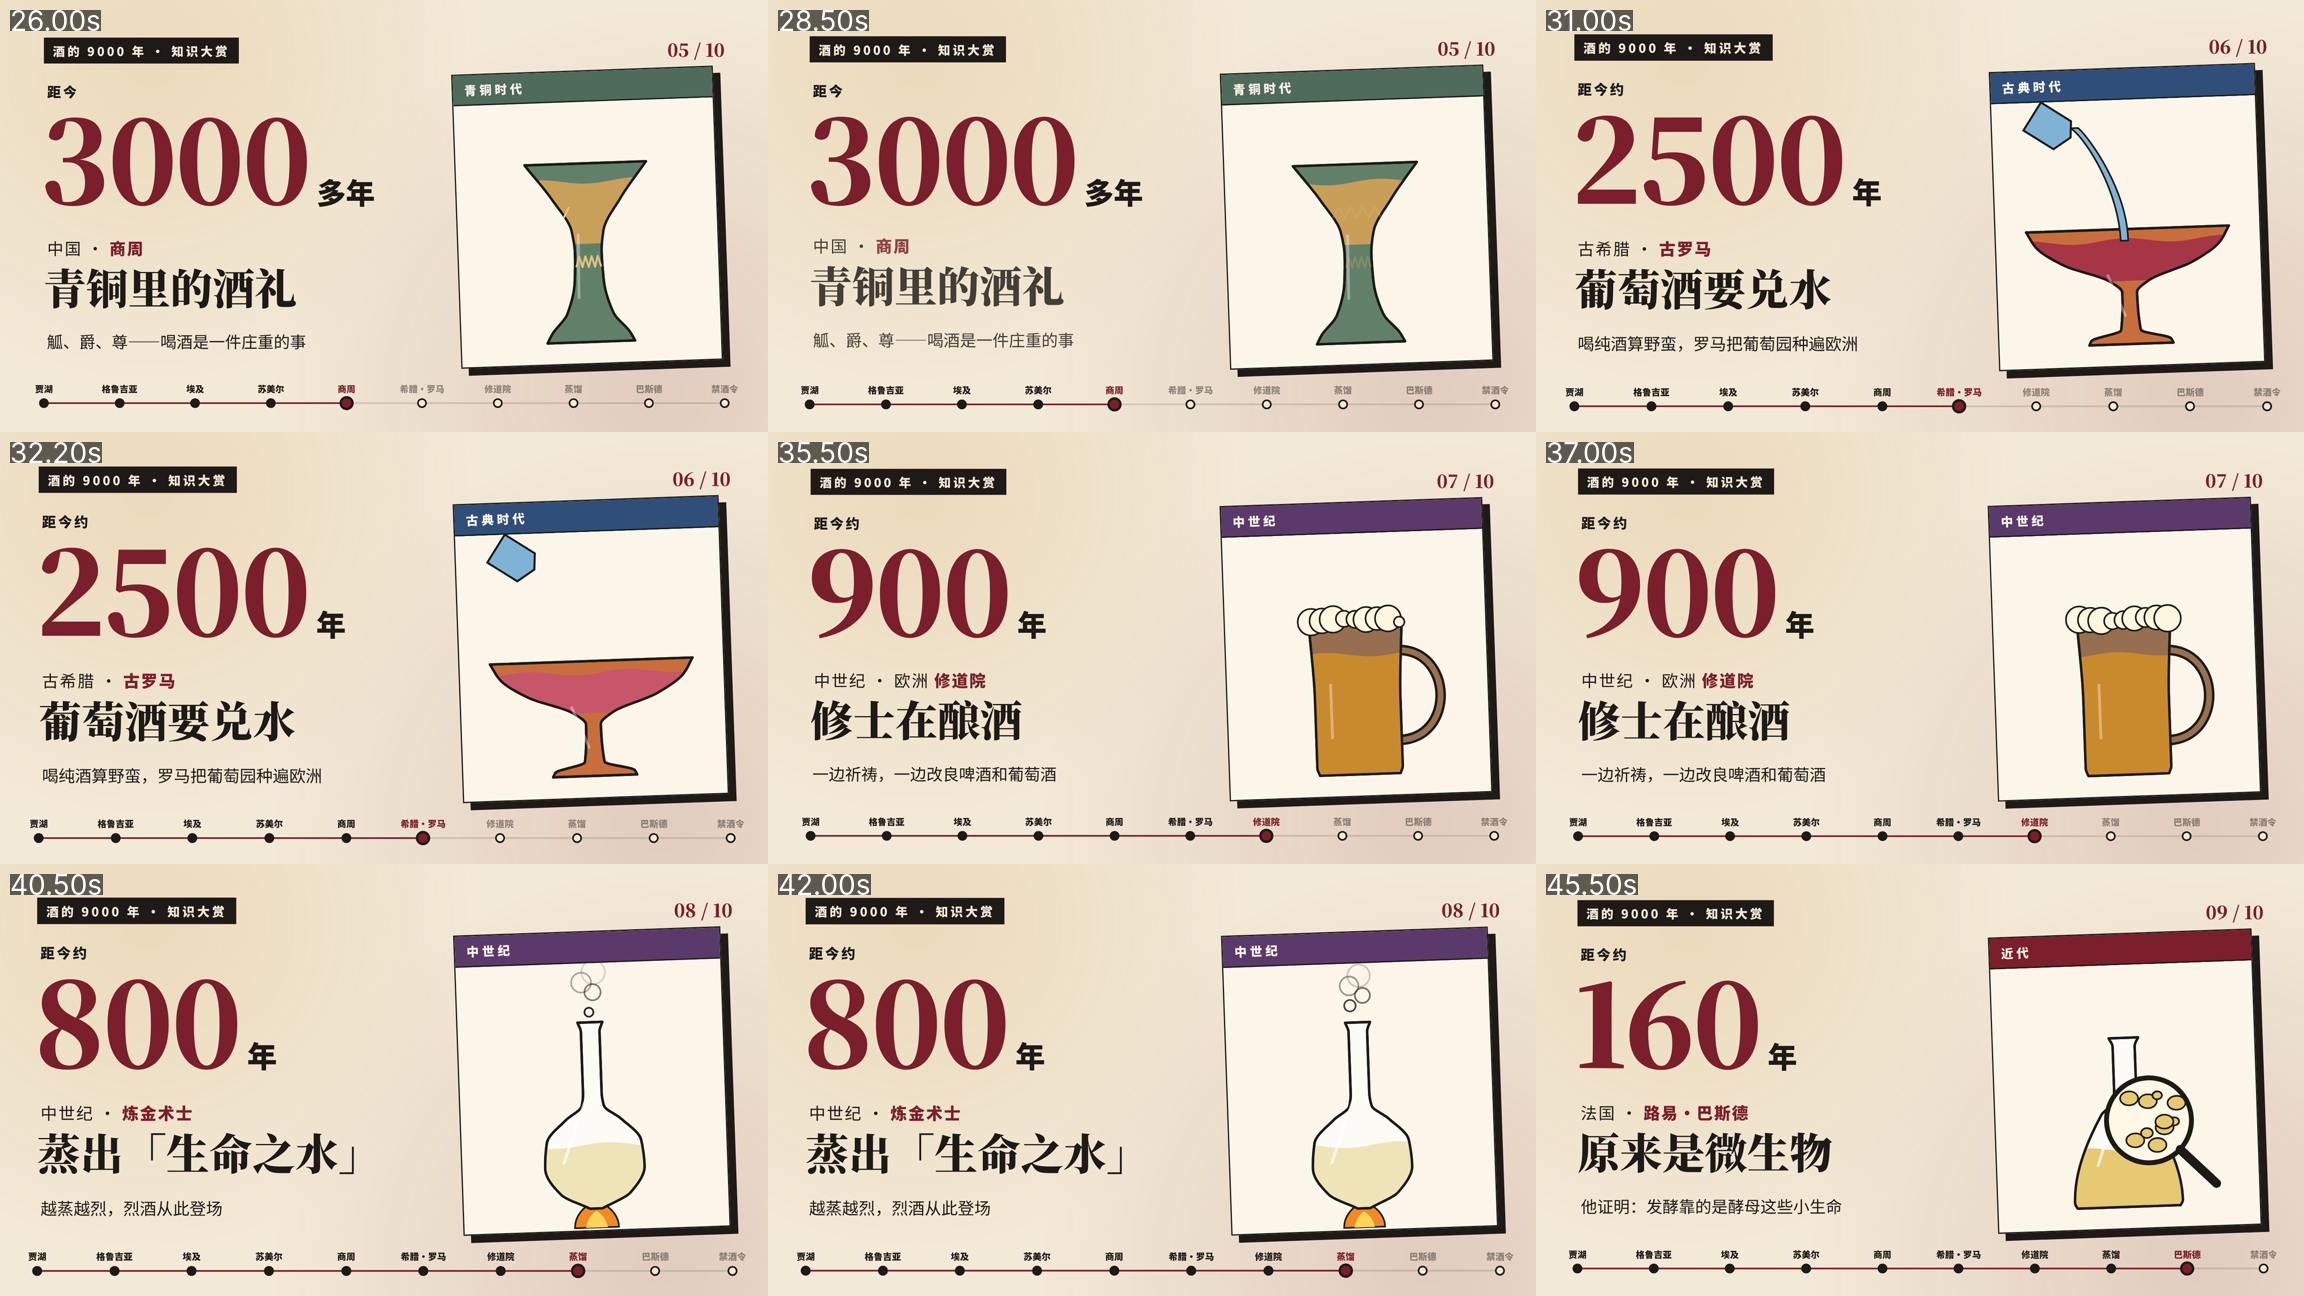 26.00s
酒的 9000 年 · 知识大赏
05 / 10
距今
3000 多年
中国 · 商周
青铜里的酒礼
觚、爵、尊——喝酒是一件庄重的事
青铜时代
贾湖 格鲁吉亚 埃及 苏美尔 商周 希腊·罗马 修道院 蒸馏 巴斯德 禁酒令
28.50s
酒的 9000 年 · 知识大赏
05 / 10
距今
3000 多年
中国 · 商周
青铜里的酒礼
觚、爵、尊——喝酒是一件庄重的事
青铜时代
贾湖 格鲁吉亚 埃及 苏美尔 商周 希腊·罗马 修道院 蒸馏 巴斯德 禁酒令
31.00s
酒的 9000 年 · 知识大赏
06 / 10
距今约
2500 年
古希腊 · 古罗马
葡萄酒要兑水
喝纯酒算野蛮，罗马把葡萄园种遍欧洲
古典时代
贾湖 格鲁吉亚 埃及 苏美尔 商周 希腊·罗马 修道院 蒸馏 巴斯德 禁酒令
32.20s
酒的 9000 年 · 知识大赏
06 / 10
距今约
2500 年
古希腊 · 古罗马
葡萄酒要兑水
喝纯酒算野蛮，罗马把葡萄园种遍欧洲
古典时代
贾湖 格鲁吉亚 埃及 苏美尔 商周 希腊·罗马 修道院 蒸馏 巴斯德 禁酒令
35.50s
酒的 9000 年 · 知识大赏
07 / 10
距今约
900 年
中世纪 · 欧洲 修道院
修士在酿酒
一边祈祷，一边改良啤酒和葡萄酒
中世纪
贾湖 格鲁吉亚 埃及 苏美尔 商周 希腊·罗马 修道院 蒸馏 巴斯德 禁酒令
37.00s
酒的 9000 年 · 知识大赏
07 / 10
距今约
900 年
中世纪 · 欧洲 修道院
修士在酿酒
一边祈祷，一边改良啤酒和葡萄酒
中世纪
贾湖 格鲁吉亚 埃及 苏美尔 商周 希腊·罗马 修道院 蒸馏 巴斯德 禁酒令
40.50s
酒的 9000 年 · 知识大赏
08 / 10
距今约
800 年
中世纪 · 炼金术士
蒸出「生命之水」
越蒸越烈，烈酒从此登场
中世纪
贾湖 格鲁吉亚 埃及 苏美尔 商周 希腊·罗马 修道院 蒸馏 巴斯德 禁酒令
42.00s
酒的 9000 年 · 知识大赏
08 / 10
距今约
800 年
中世纪 · 炼金术士
蒸出「生命之水」
越蒸越烈，烈酒从此登场
中世纪
贾湖 格鲁吉亚 埃及 苏美尔 商周 希腊·罗马 修道院 蒸馏 巴斯德 禁酒令
45.50s
酒的 9000 年 · 知识大赏
09 / 10
距今约
160 年
法国 · 路易·巴斯德
原来是微生物
他证明：发酵靠的是酵母这些小生命
近代
贾湖 格鲁吉亚 埃及 苏美尔 商周 希腊·罗马 修道院 蒸馏 巴斯德 禁酒令